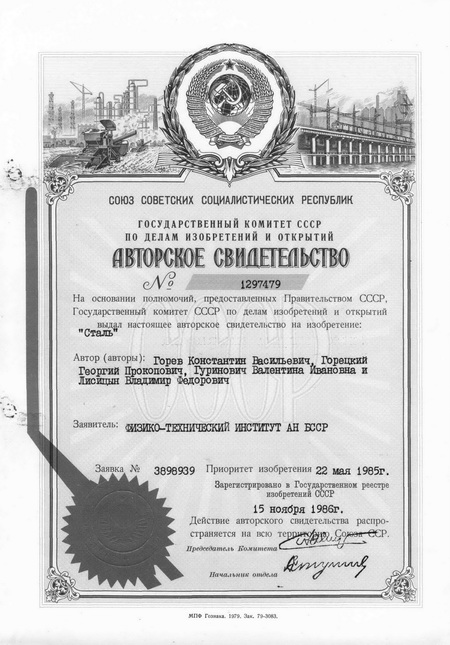 СОЮЗ СОВЕТСКИХ СОЦИАЛИСТИЧЕСКИХ РЕСПУБЛИК
ГОСУДАРСТВЕННЫЙ КОМИТЕТ СССР
ПО ДЕЛАМ ИЗОБРЕТЕНИЙ И ОТКРЫТИЙ
АВТОРСКОЕ СВИДЕТЕЛЬСТВО
№ 1297479
На основании полномочий, предоставленных Правительством СССР,
Государственный комитет СССР по делам изобретений и открытий
выдал настоящее авторское свидетельство на изобретение:
"Сталь"
Автор (авторы): Горев Константин Васильевич, Горецкий
Георгий Прокопович, Гуринович Валентина Ивановна и
Лисицын Владимир Федорович
СССР
Заявитель: ФИЗИКО-ТЕХНИЧЕСКИЙ ИНСТИТУТ АН БССР
Заявка № 3898939 Приоритет изобретения 22 мая 1985г.
Зарегистрировано в Государственном реестре
изобретений СССР
15 ноября 1986г.
Действие авторского свидетельства распро-
страняется на всю территорию Союза ССР.
Председатель Комитета
Начальник отдела
МПФ Гознака. 1979. Зак. 79-3083.